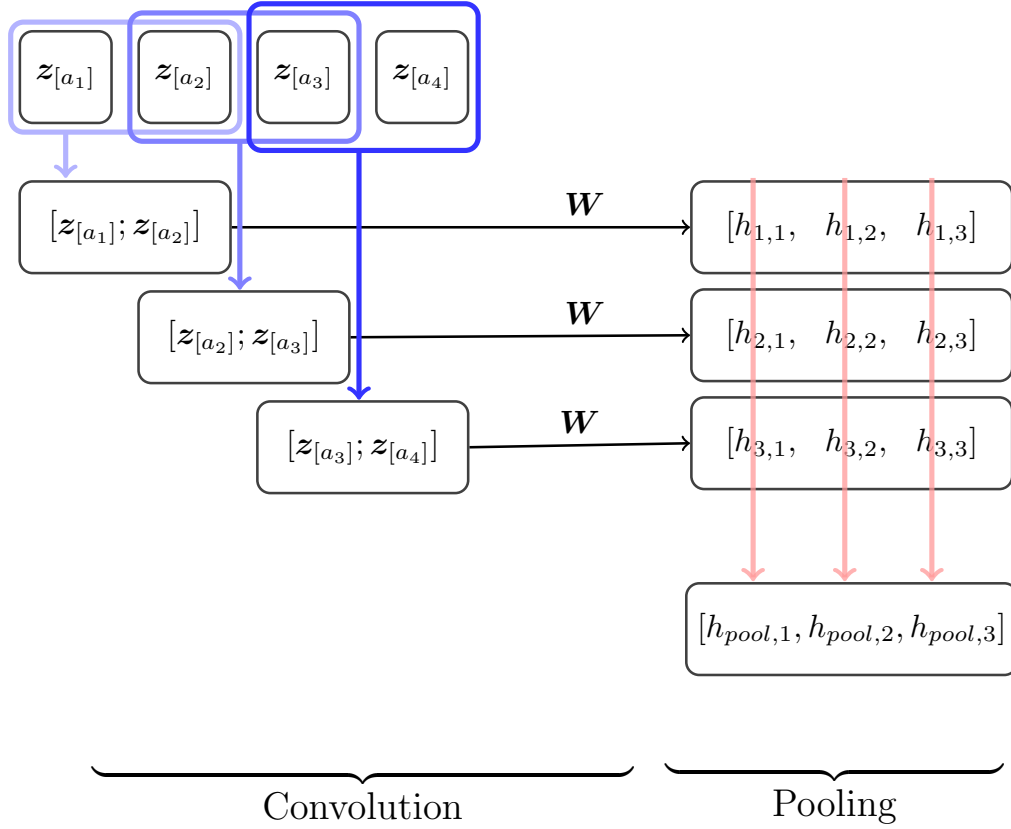 z[a1] z[a2] z[a3] z[a4]
[z[a1]; z[a2]] W [h1,1, h1,2, h1,3]
[z[a2]; z[a3]] W [h2,1, h2,2, h2,3]
[z[a3]; z[a4]] W [h3,1, h3,2, h3,3]
[hpool,1, hpool,2, hpool,3]
Convolution Pooling